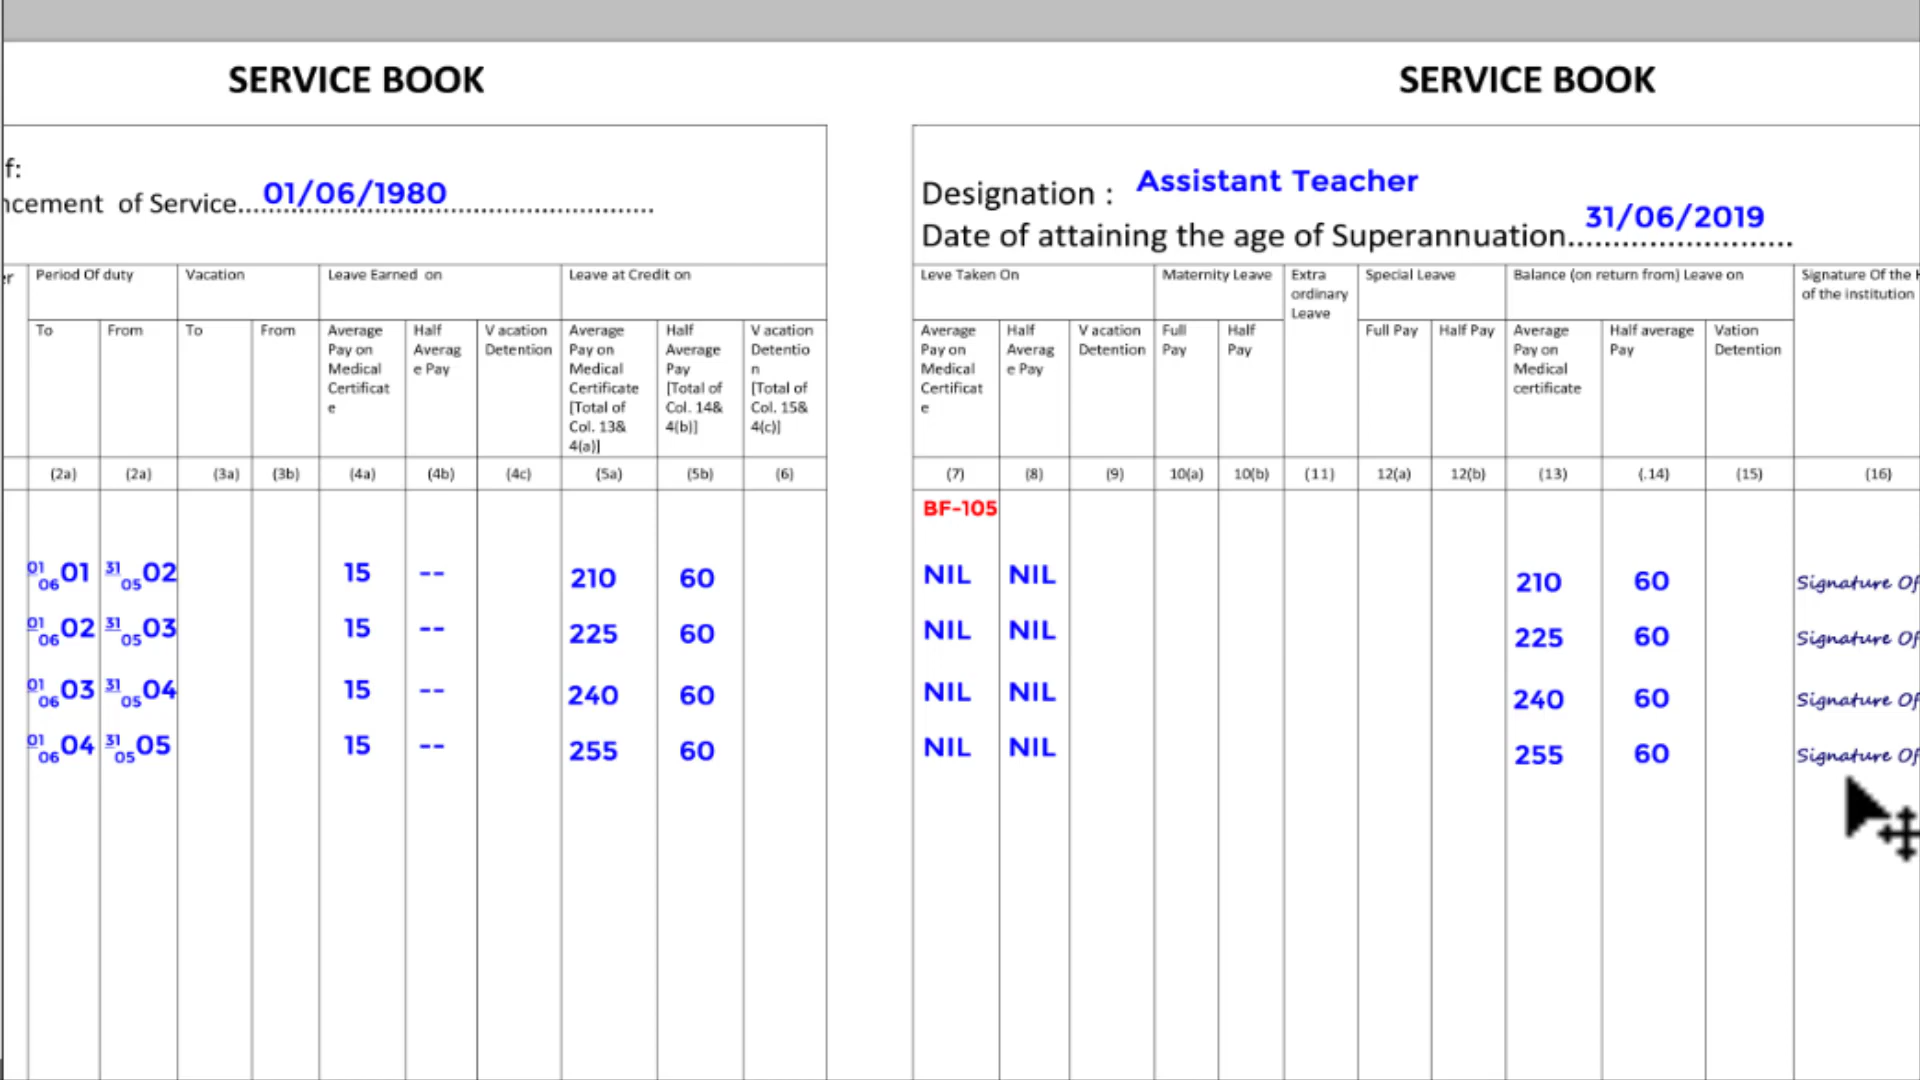 SERVICE BOOK
f:
ncement of Service........................................................
01/06/1980
er Period Of duty Vacation Leave Earned on Leave at Credit on
To From To From Average Pay on Medical Certificat e Half Averag e Pay V acation Detention Average Pay on Medical Certificate [Total of Col. 13& 4(a)] Half Average Pay [Total of Col. 14& 4(b)] V acation Detentio n [Total of Col. 15& 4(c)]
(2a) (2a) (3a) (3b) (4a) (4b) (4c) (5a) (5b) (6)
01 06 01 31 05 02 15 -- 210 60
01 06 02 31 05 03 15 -- 225 60
01 06 03 31 05 04 15 -- 240 60
01 06 04 31 05 05 15 -- 255 60
SERVICE BOOK
Designation : Assistant Teacher
Date of attaining the age of Superannuation.........................
31/06/2019
Leve Taken On Maternity Leave Extra ordinary Leave Special Leave Balance (on return from) Leave on Signature Of the H
of the institution
Average Pay on Medical Certificat e Half Averag e Pay V acation Detention Full Pay Half Pay Full Pay Half Pay Average Pay on Medical certificate Half average Pay Vation Detention
(7) (8) (9) 10(a) 10(b) (11) 12(a) 12(b) (13) (.14) (15) (16)
BF-105
NIL NIL 210 60 Signature Of
NIL NIL 225 60 Signature Of
NIL NIL 240 60 Signature Of
NIL NIL 255 60 Signature Of